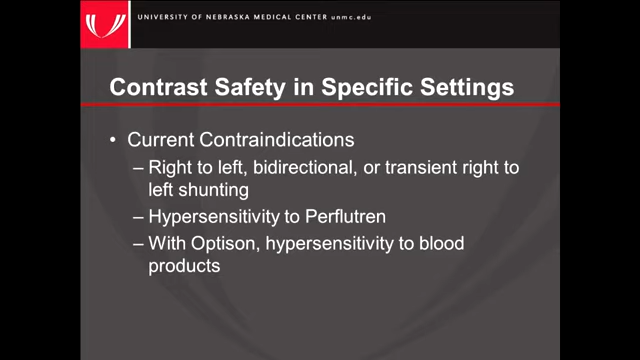 UNIVERSITY OF NEBRASKA MEDICAL CENTER unmc.edu
Contrast Safety in Specific Settings
• Current Contraindications
– Right to left, bidirectional, or transient right to
left shunting
– Hypersensitivity to Perflutren
– With Optison, hypersensitivity to blood
products